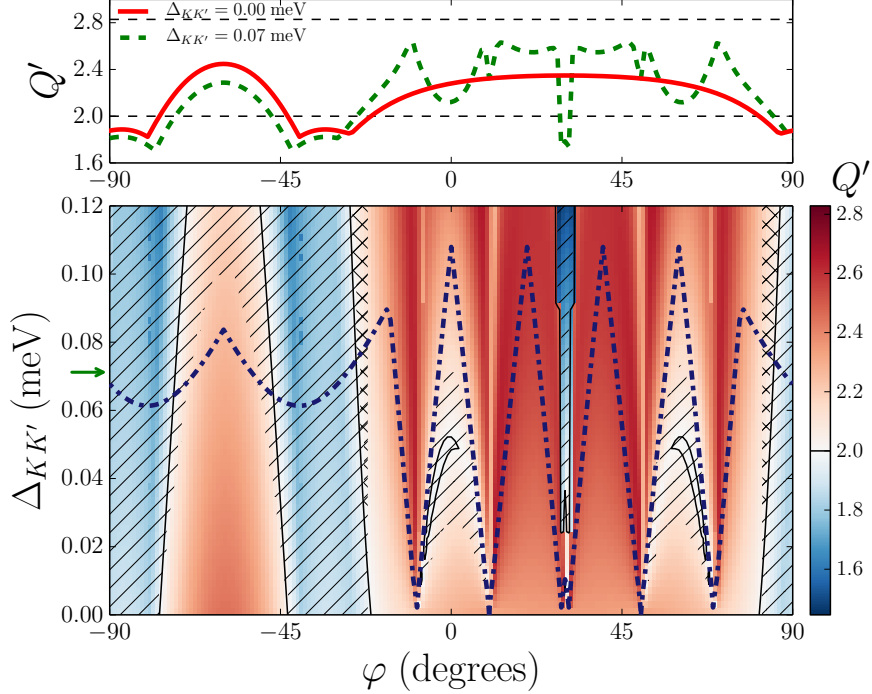 Δ_{KK′} = 0.00 meV
Δ_{KK′} = 0.07 meV
Q′
2.8
2.4
2.0
1.6
−90 −45 0 45 90
Q′
Δ_{KK′} (meV)
0.12
0.10
0.08
0.06
0.04
0.02
0.00
−90 −45 0 45 90
φ (degrees)
2.8
2.6
2.4
2.2
2.0
1.8
1.6